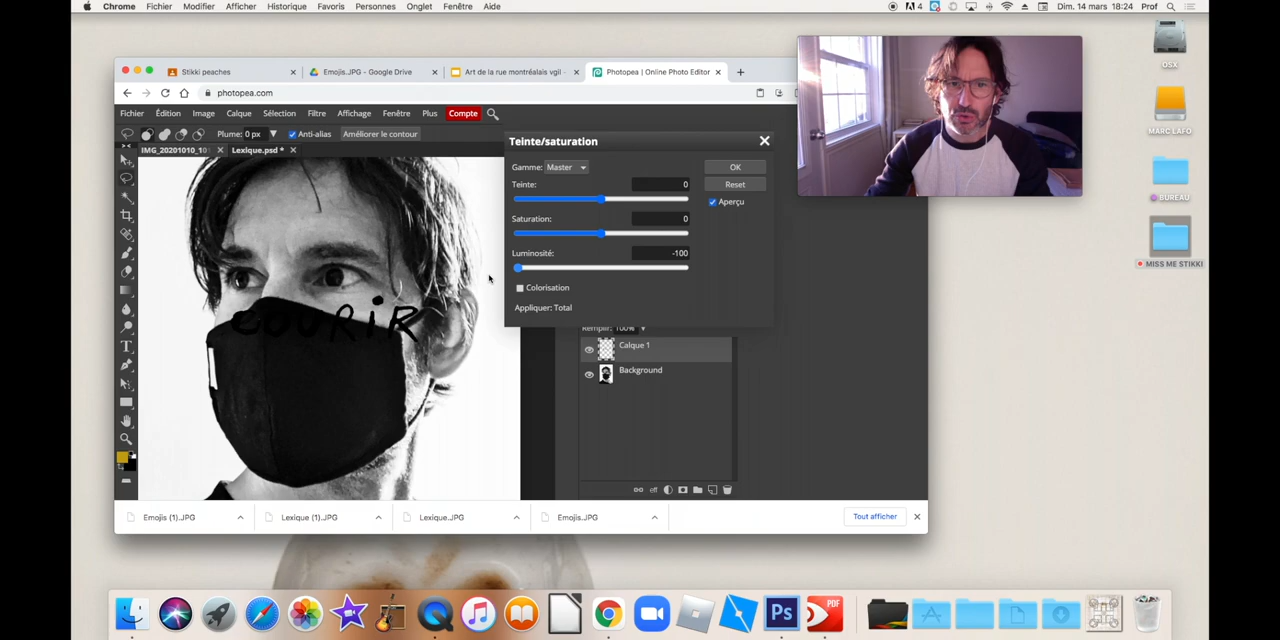 Chrome Fichier Modifier Afficher Historique Favoris Personnes Onglet Fenêtre Aide
4 Dim. 14 mars 18:24 Prof
Stikki peaches Emojis.JPG - Google Drive Art de la rue montréalais vgil - Photopea | Online Photo Editor
photopea.com
Fichier Édition Image Calque Sélection Filtre Affichage Fenêtre Plus Compte
Plume: 0 px Anti-alias Améliorer le contour
IMG_20201010_10 Lexique.psd *
Teinte/saturation
Gamme: Master OK
Teinte: 0 Reset
Aperçu
Saturation: 0
Luminosité: -100
Colorisation
Appliquer: Total
COURIR
Remplir: 100%
Calque 1
Background
off
Emojis (1).JPG Lexique (1).JPG Lexique.JPG Emojis.JPG Tout afficher
OSX
MARC LAFO
BUREAU
MISS ME STIKKI
Ps PDF